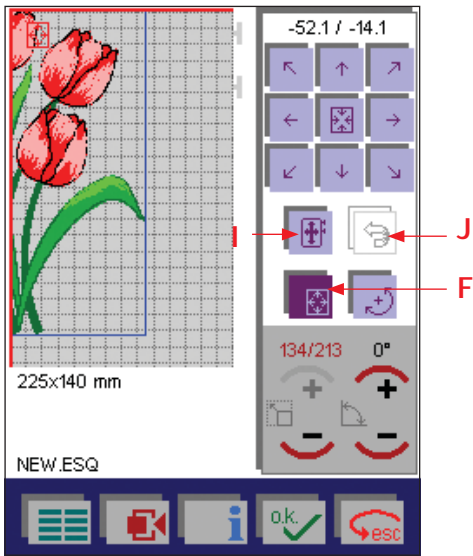 -52.1 / -14.1
J
I
F
134/213 0°
+ +
- -
225x140 mm
NEW.ESQ
i
o.k.
esc